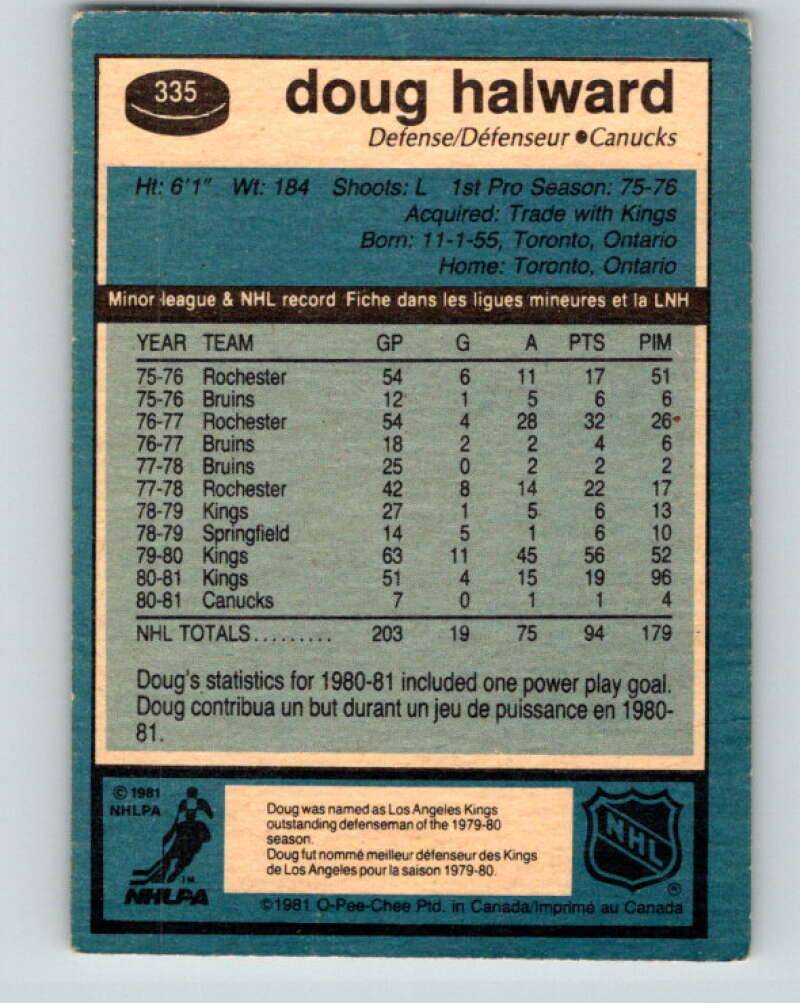 335
doug halward
Defense/Défenseur ●Canucks
Ht: 6'1" Wt: 184 Shoots: L 1st Pro Season: 75-76
Acquired: Trade with Kings
Born: 11-1-55, Toronto, Ontario
Home: Toronto, Ontario
Minor league & NHL record Fiche dans les ligues mineures et la LNH
YEAR TEAM GP G A PTS PIM
75-76 Rochester 54 6 11 17 51
75-76 Bruins 12 1 5 6 6
76-77 Rochester 54 4 28 32 26
76-77 Bruins 18 2 2 4 6
77-78 Bruins 25 0 2 2 2
77-78 Rochester 42 8 14 22 17
78-79 Kings 27 1 5 6 13
78-79 Springfield 14 5 1 6 10
79-80 Kings 63 11 45 56 52
80-81 Kings 51 4 15 19 96
80-81 Canucks 7 0 1 1 4
NHL TOTALS......... 203 19 75 94 179
Doug's statistics for 1980-81 included one power play goal.
Doug contribua un but durant un jeu de puissance en 1980-
81.
© 1981
NHLPA
TM
NHLPA
Doug was named as Los Angeles Kings
outstanding defenseman of the 1979-80
season.
Doug fut nommé meilleur défenseur des Kings
de Los Angeles pour la saison 1979-80.
NHL
®
©1981 O-Pee-Chee Ptd. in Canada/Imprimé au Canada